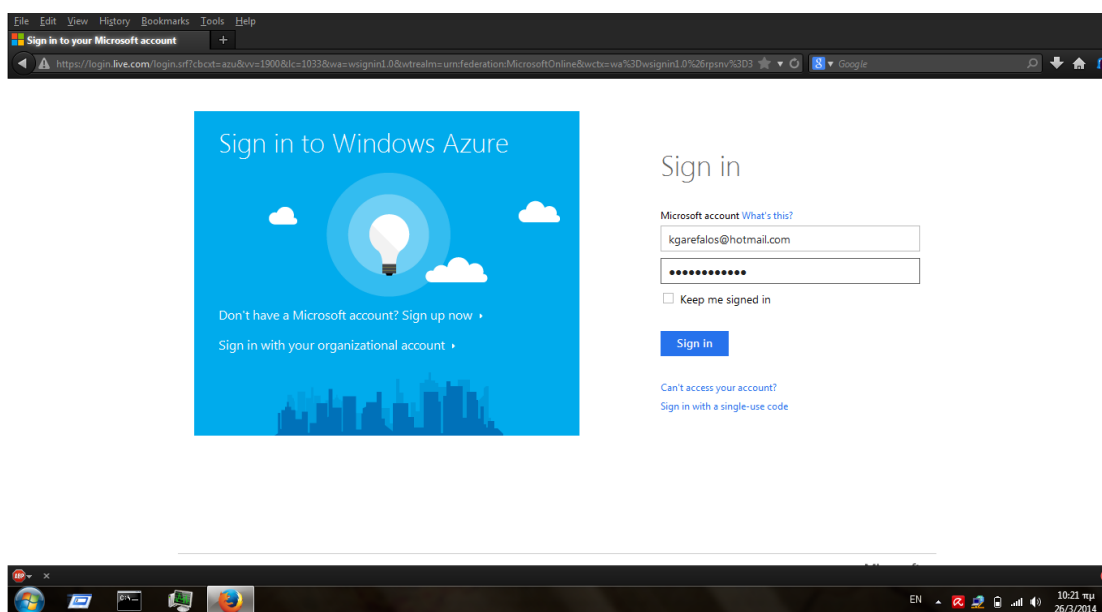 File Edit View History Bookmarks Tools Help
Sign in to your Microsoft account +
https://login.live.com/login.srf?cbcxt=azu&vv=1900&lc=1033&wa=wsignin1.0&wtrealm=urn:federation:MicrosoftOnline&wctx=wa%3Dwsignin1.0%26rpsnv%3D3
8 Google
Sign in to Windows Azure
Don't have a Microsoft account? Sign up now
Sign in with your organizational account
Sign in
Microsoft account What's this?
kgarefalos@hotmail.com
●●●●●●●●●●●●
Keep me signed in
Sign in
Can't access your account?
Sign in with a single-use code
ABP
C:\_
EN
10:21 πμ
26/3/2014